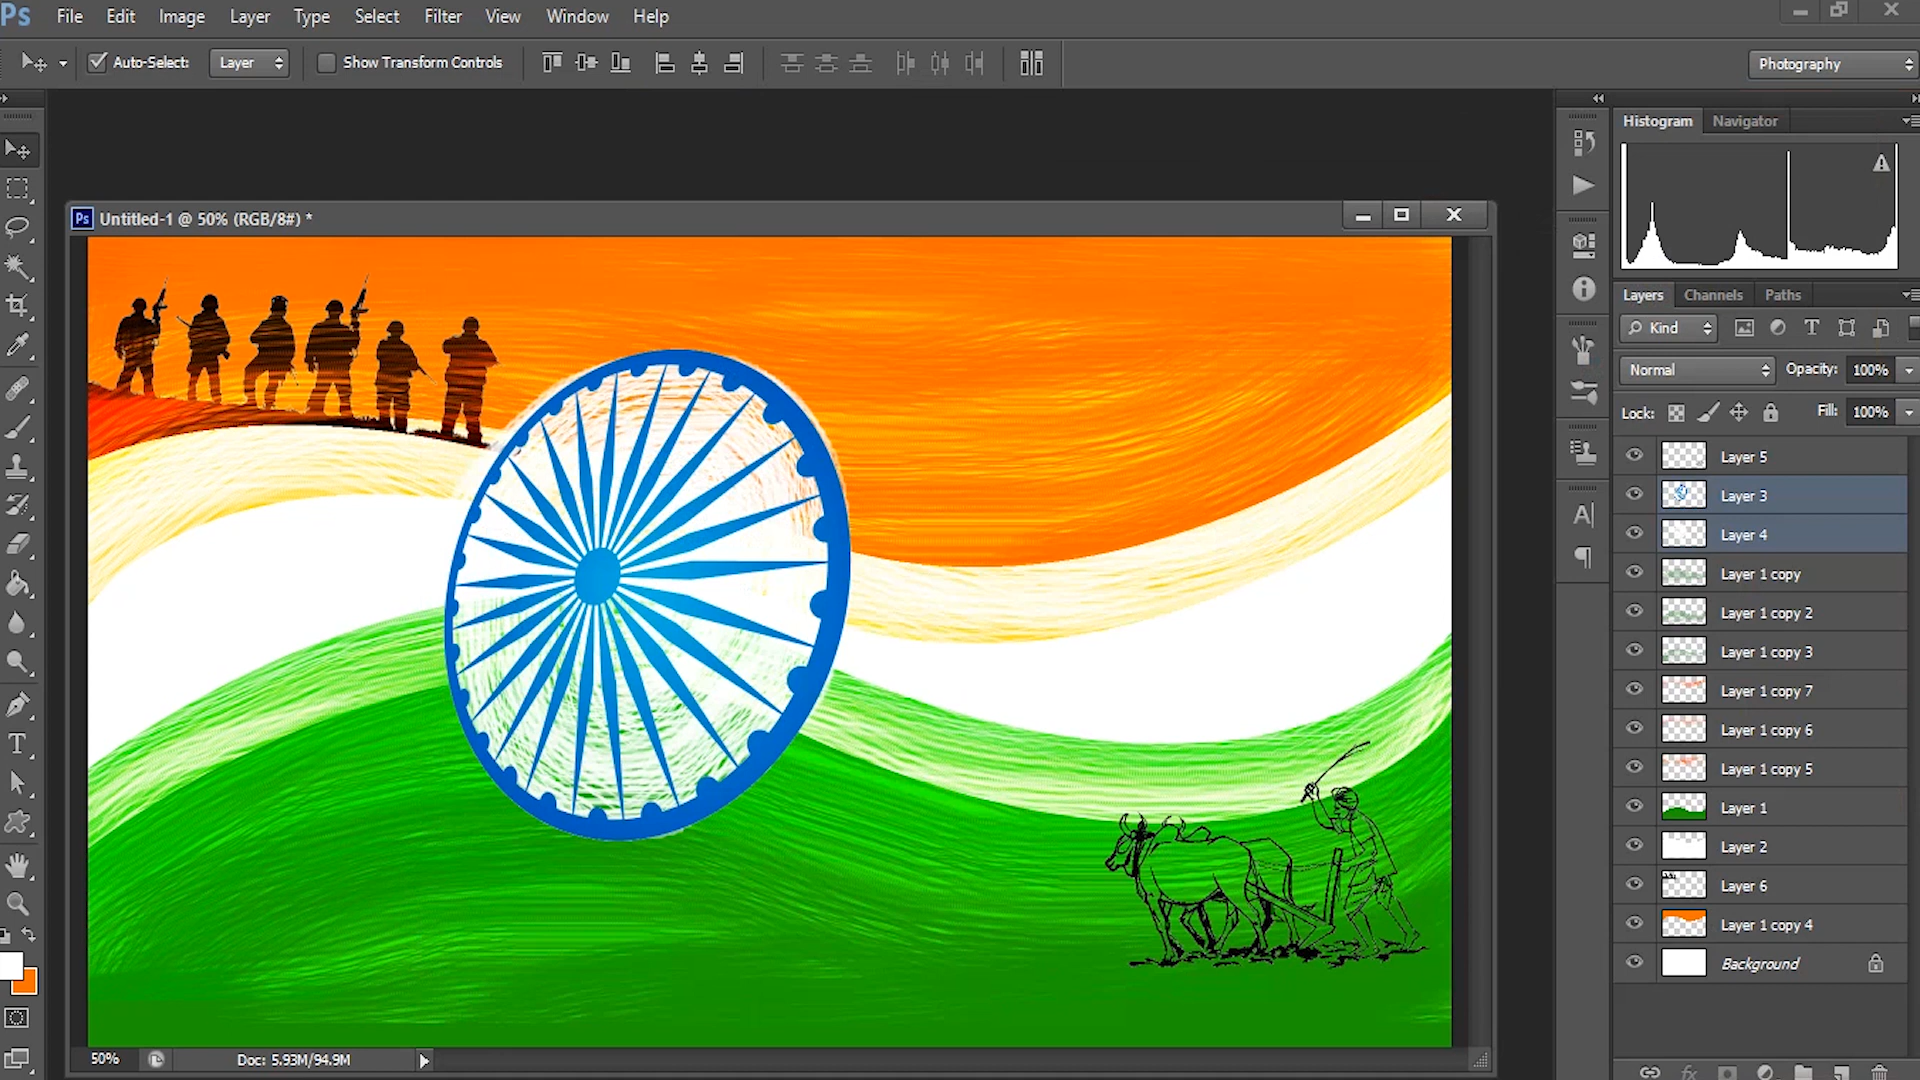 Ps File Edit Image Layer Type Select Filter View Window Help
Auto-Select: Layer Show Transform Controls Photography
Histogram Navigator
Ps Untitled-1 @ 50% (RGB/8#) *
Layers Channels Paths
Kind
Normal Opacity: 100%
Lock: Fill: 100%
Layer 5
Layer 3
Layer 4
Layer 1 copy
Layer 1 copy 2
Layer 1 copy 3
Layer 1 copy 7
Layer 1 copy 6
Layer 1 copy 5
Layer 1
Layer 2
Layer 6
Layer 1 copy 4
Background
50% Doc: 5.93M/94.9M